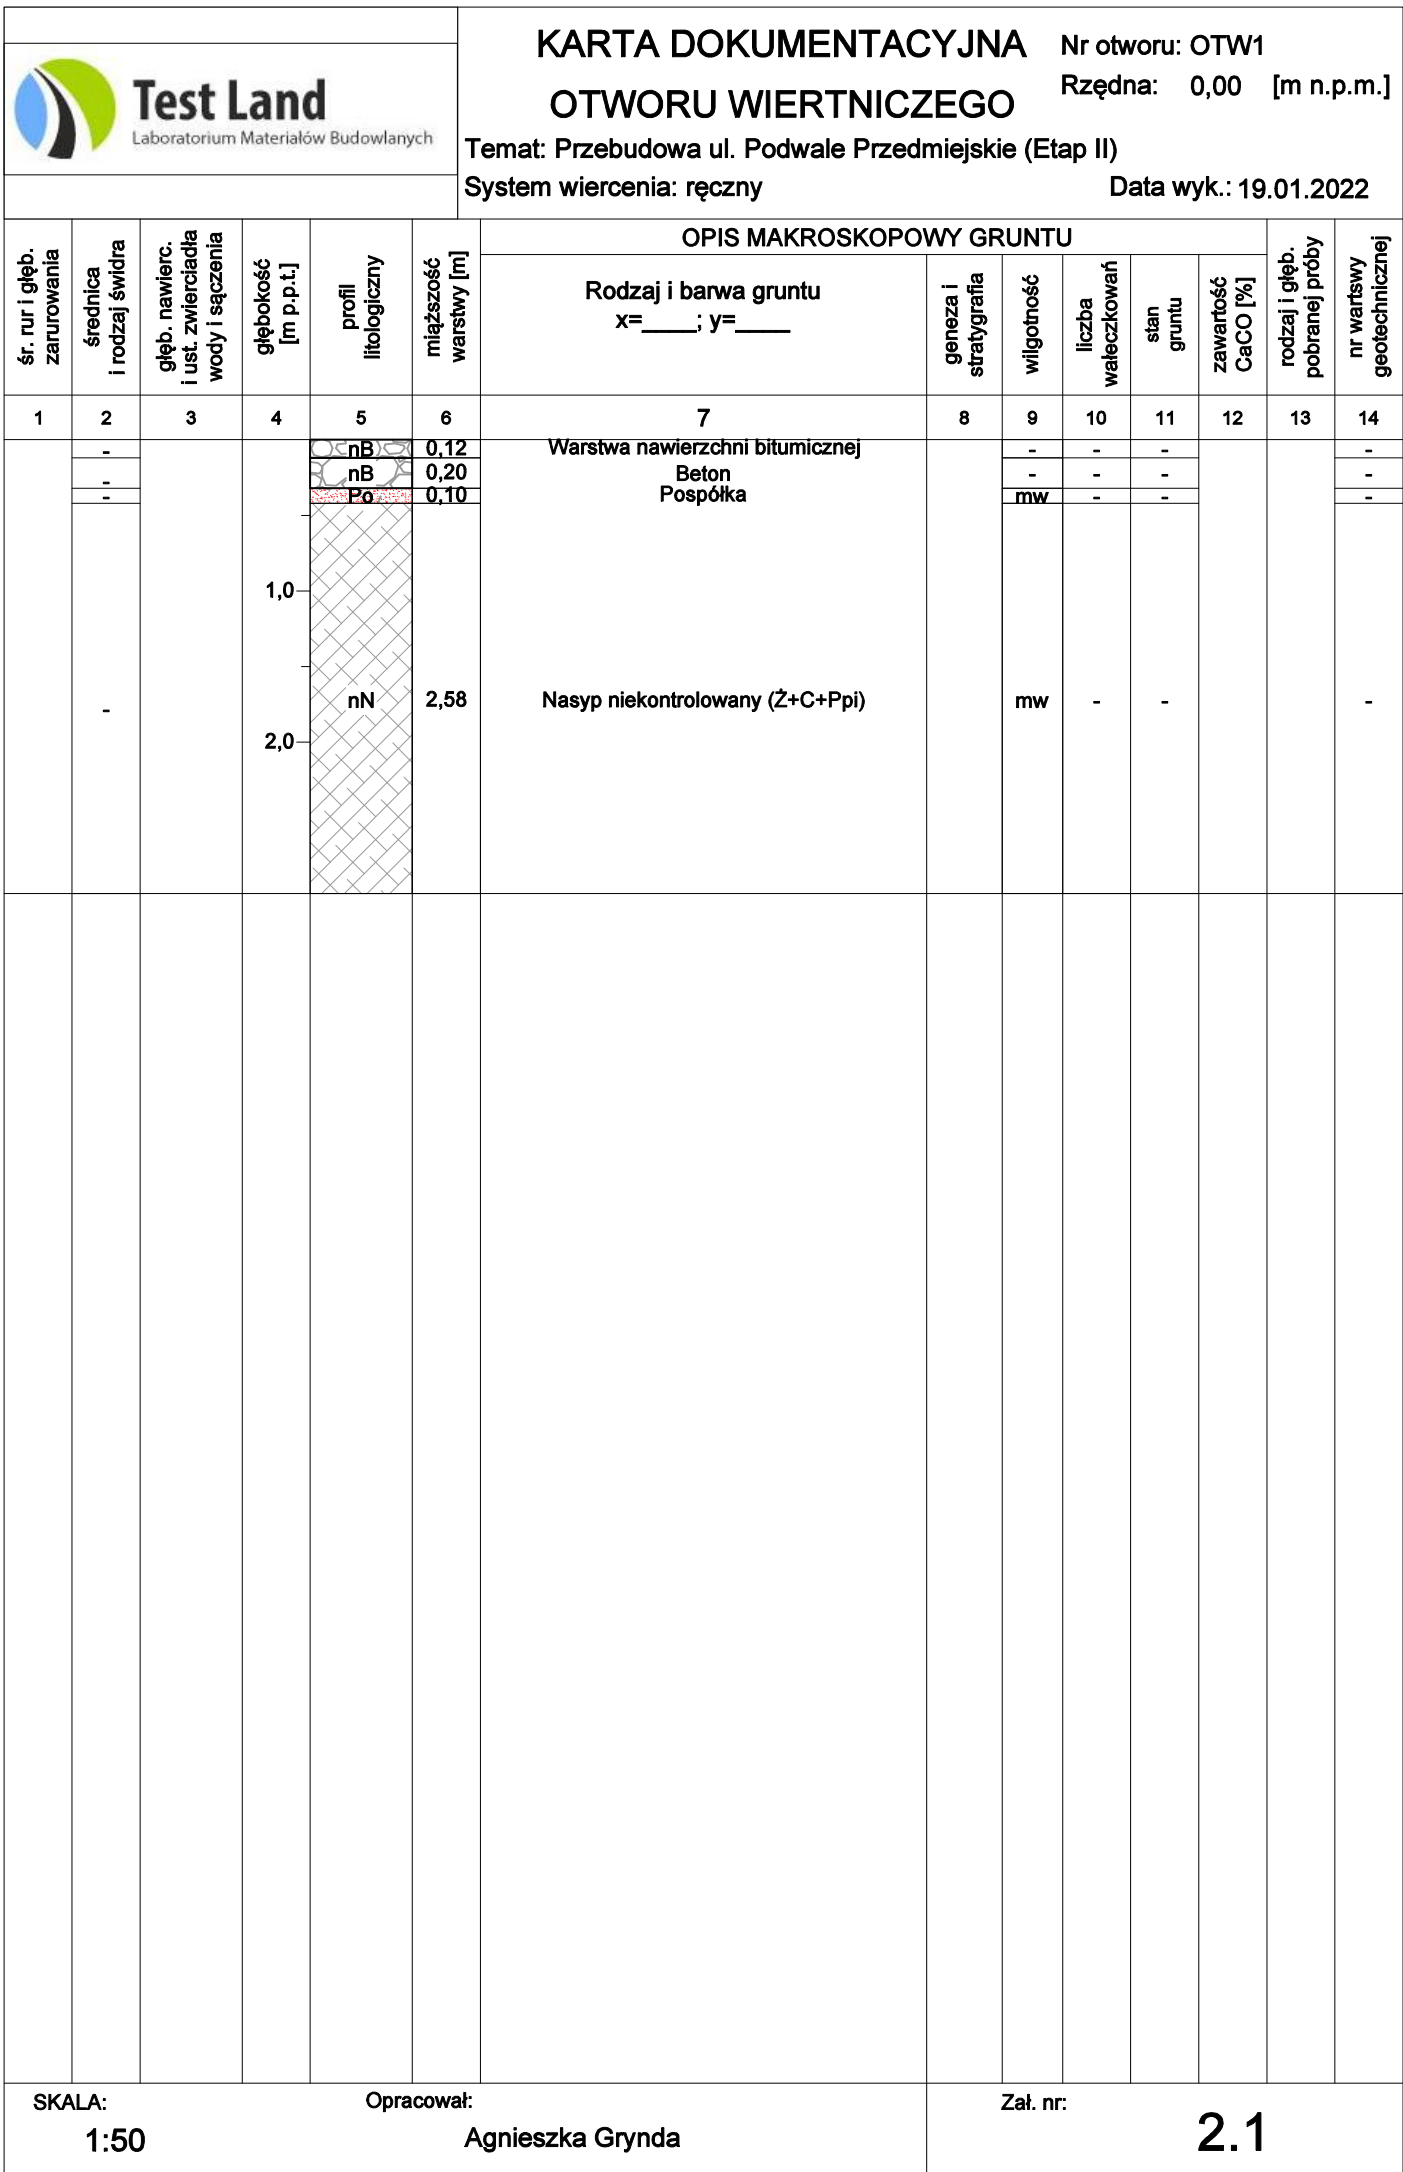 Test Land
Laboratorium Materiałów Budowlanych
KARTA DOKUMENTACYJNA
OTWORU WIERTNICZEGO
Nr otworu: OTW1
Rzędna: 0,00 [m n.p.m.]
Temat: Przebudowa ul. Podwale Przedmiejskie (Etap II)
System wiercenia: ręczny
Data wyk.: 19.01.2022
śr. rur i głęb.
zarurowania
średnica
i rodzaj świdra
głęb. nawierc.
i ust. zwierciadła
wody i sączenia
głębokość
[m p.p.t.]
profil
litologiczny
miąższość
warstwy [m]
OPIS MAKROSKOPOWY GRUNTU
Rodzaj i barwa gruntu
x=____; y=____
geneza i
stratygrafia
wilgotność
liczba
wałeczkowań
stan
gruntu
zawartość
CaCO [%]
rodzaj i głęb.
pobranej próby
nr wartswy
geotechnicznej
1 2 3 4 5 6 7 8 9 10 11 12 13 14
- nB 0,12 Warstwa nawierzchni bitumicznej - - - -
- nB 0,20 Beton - - - -
- Po 0,10 Pospółka mw - - -
1,0
- nN 2,58 Nasyp niekontrolowany (Ż+C+Ppi) mw - - -
2,0
SKALA:
1:50
Opracował:
Agnieszka Grynda
Zał. nr:
2.1